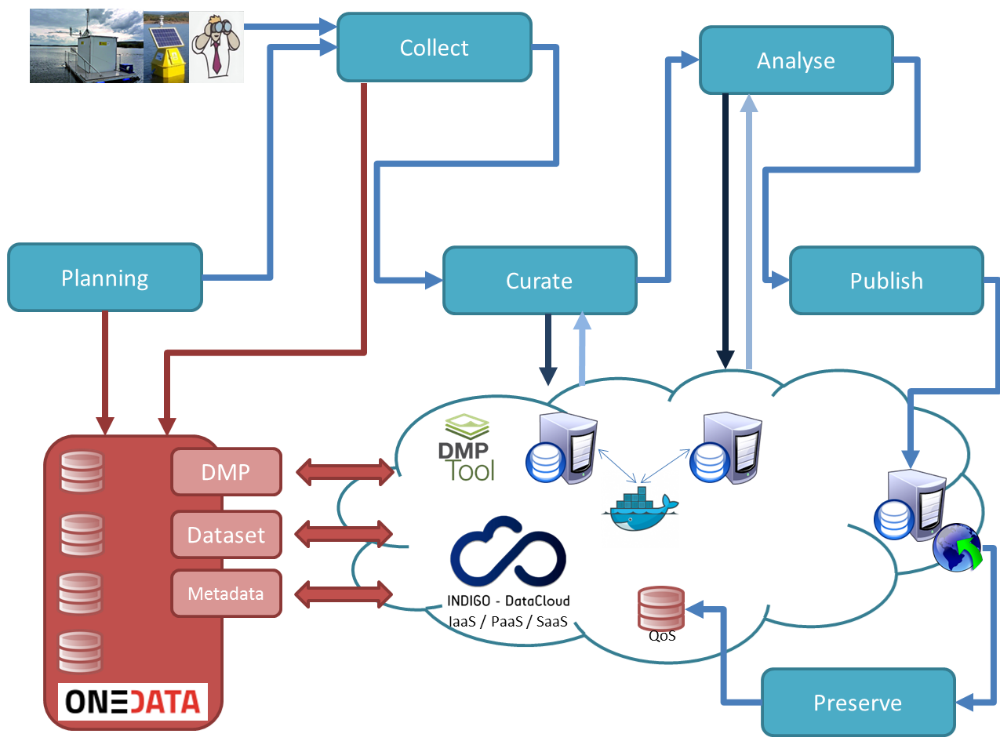 Collect
Analyse
Planning
Curate
Publish
DMP
Tool
DMP
Dataset
Metadata
INDIGO - DataCloud
IaaS / PaaS / SaaS
QoS
ONEDATA
Preserve